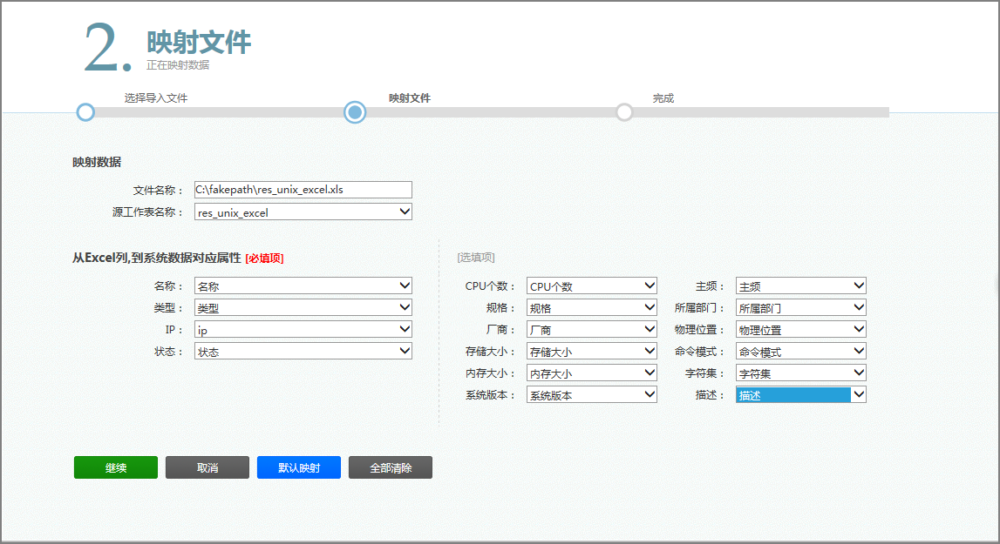 2. 映射文件
正在映射数据
选择导入文件 映射文件 完成
映射数据
文件名称： C:\fakepath\res_unix_excel.xls
源工作表名称： res_unix_excel
从Excel列,到系统数据对应属性 [必填项] [选填项]
名称： 名称 CPU个数： CPU个数 主频： 主频
类型： 类型 规格： 规格 所属部门： 所属部门
IP： ip 厂商： 厂商 物理位置： 物理位置
状态： 状态 存储大小： 存储大小 命令模式： 命令模式
内存大小： 内存大小 字符集： 字符集
系统版本： 系统版本 描述： 描述
继续 取消 默认映射 全部清除